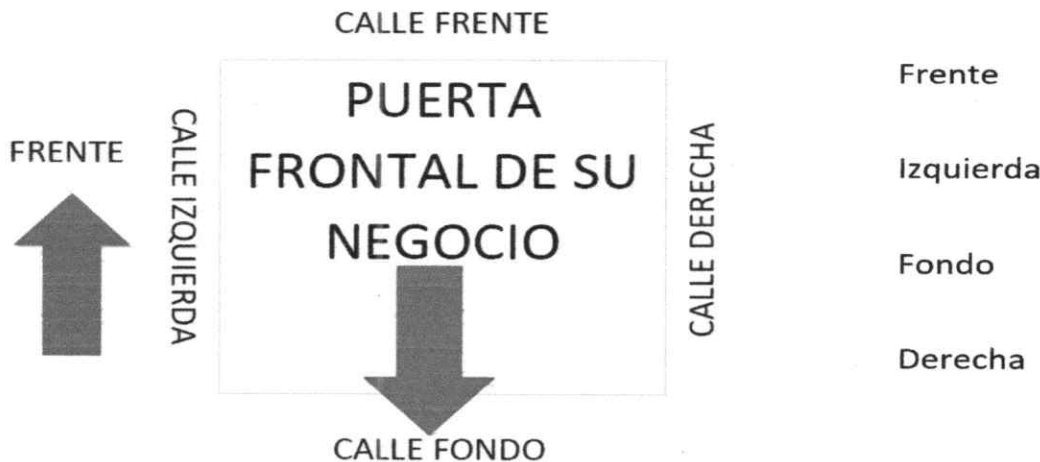 CALLE FRENTE
FRENTE
CALLE IZQUIERDA
PUERTA
FRONTAL DE SU
NEGOCIO
CALLE DERECHA
CALLE FONDO
Frente
Izquierda
Fondo
Derecha